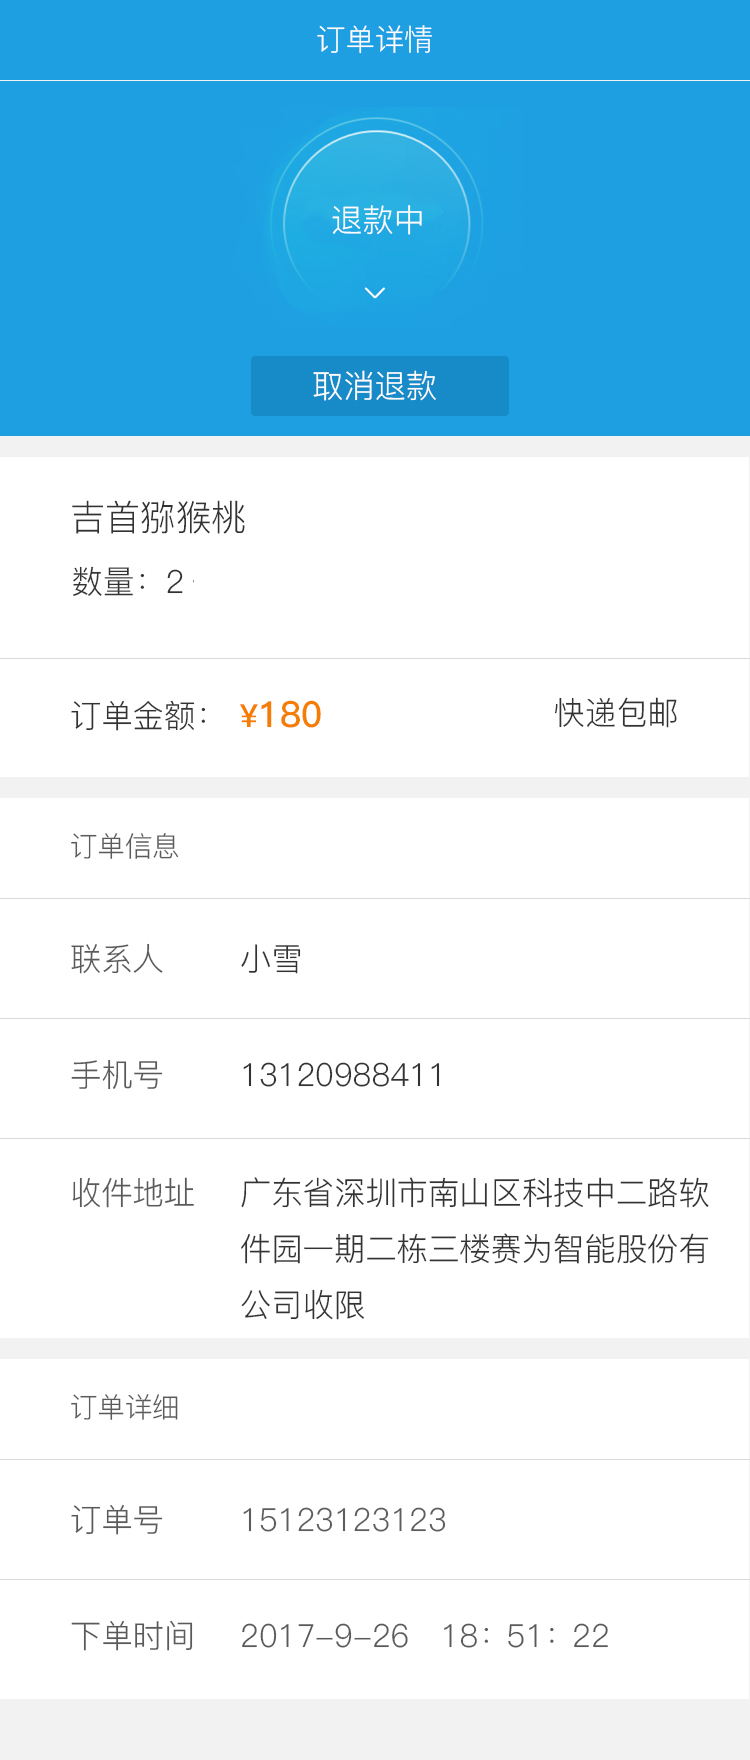 订单详情
退款中
取消退款
吉首猕猴桃
数量：2
订单金额： ¥180 快递包邮
订单信息
联系人 小雪
手机号 13120988411
收件地址 广东省深圳市南山区科技中二路软
件园一期二栋三楼赛为智能股份有
公司收限
订单详细
订单号 15123123123
下单时间 2017-9-26 18：51：22